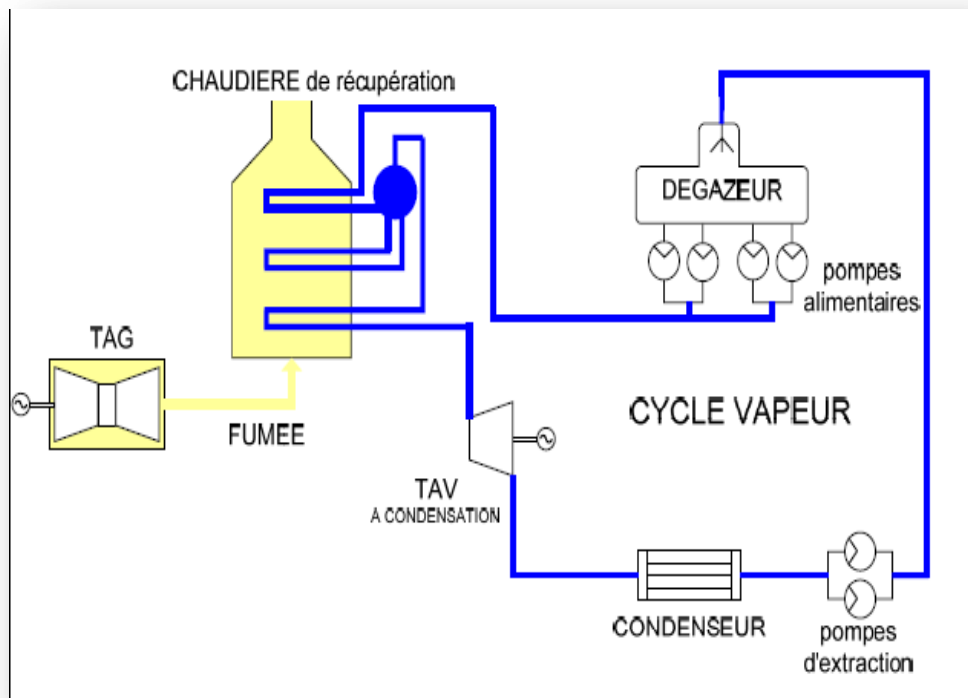 CHAUDIERE de récupération
DEGAZEUR
pompes
alimentaires
TAG
FUMEE
CYCLE VAPEUR
TAV
A CONDENSATION
CONDENSEUR
pompes
d'extraction